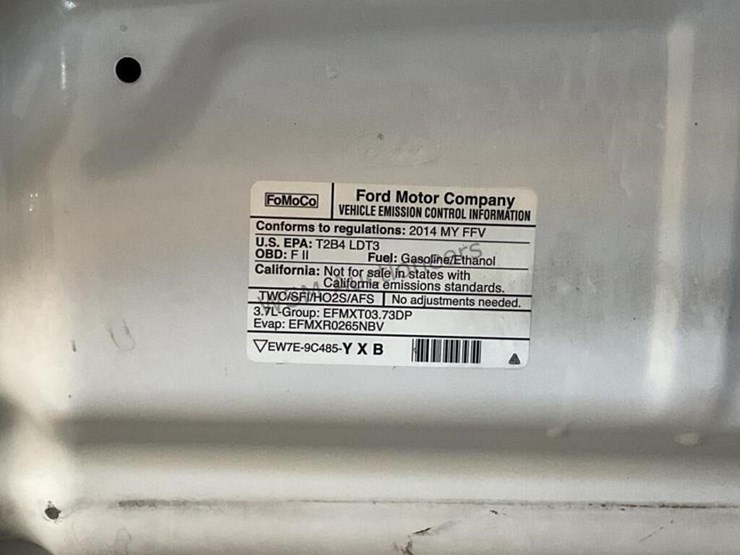 FoMoCo
Ford Motor Company
VEHICLE EMISSION CONTROL INFORMATION
Conforms to regulations: 2014 MY FFV
U.S. EPA: T2B4 LDT3
OBD: F II Fuel: Gasoline/Ethanol
California: Not for sale in states with
California emissions standards.
TWC/SFI/HO2S/AFS No adjustments needed.
3.7L-Group: EFMXT03.73DP
Evap: EFMXR0265NBV
EW7E-9C485-Y X B